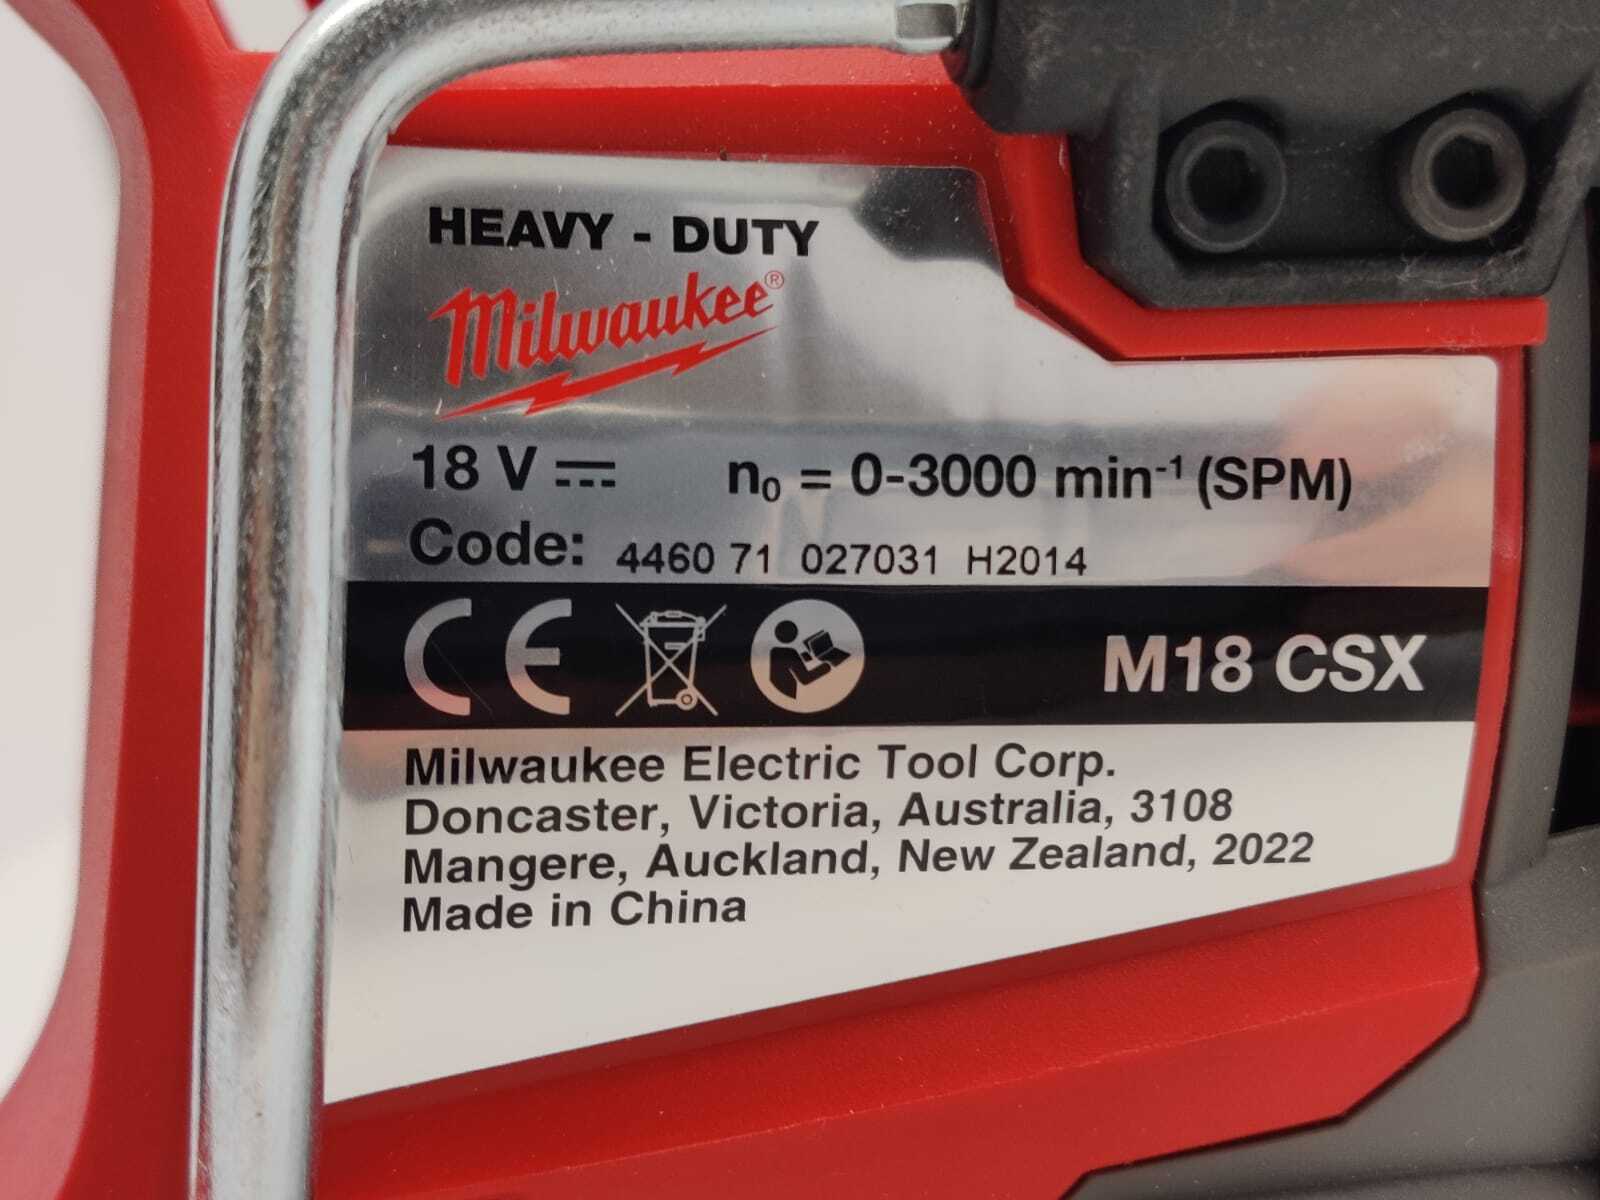 HEAVY - DUTY
Milwaukee®
18 V ⎓ n₀ = 0-3000 min⁻¹ (SPM)
Code: 4460 71 027031 H2014
CE M18 CSX
Milwaukee Electric Tool Corp.
Doncaster, Victoria, Australia, 3108
Mangere, Auckland, New Zealand, 2022
Made in China